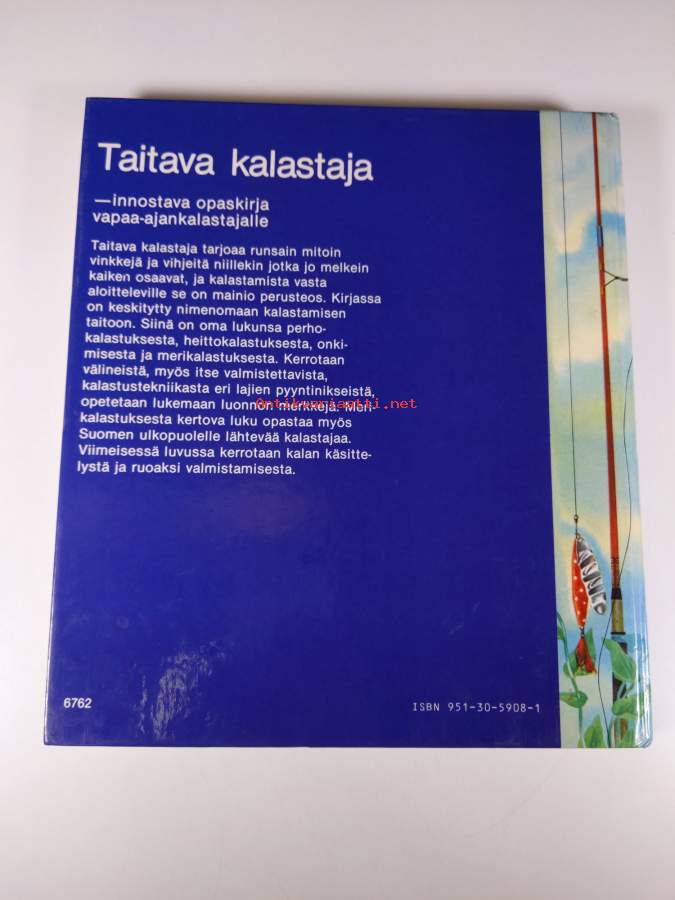 Taitava kalastaja
—innostava opaskirja
vapaa-ajankalastajalle
Taitava kalastaja tarjoaa runsain mitoin
vinkkejä ja vihjeitä niillekin jotka jo melkein
kaiken osaavat, ja kalastamista vasta
aloitteleville se on mainio perusteos. Kirjassa
on keskitytty nimenomaan kalastamisen
taitoon. Siinä on oma lukunsa perho-
kalastuksesta, heittokalastuksesta, onki-
misesta ja merikalastuksesta. Kerrotaan
välineistä, myös itse valmistettavista,
kalastustekniikasta eri lajien pyyntinikseistä,
opetetaan lukemaan luonnon merkkejä. Meri-
kalastuksesta kertova luku opastaa myös
Suomen ulkopuolelle lähtevää kalastajaa.
Viimeisessä luvussa kerrotaan kalan käsitte-
lystä ja ruoaksi valmistamisesta.
Antikvariaatti.net
6762
ISBN 951-30-5908-1